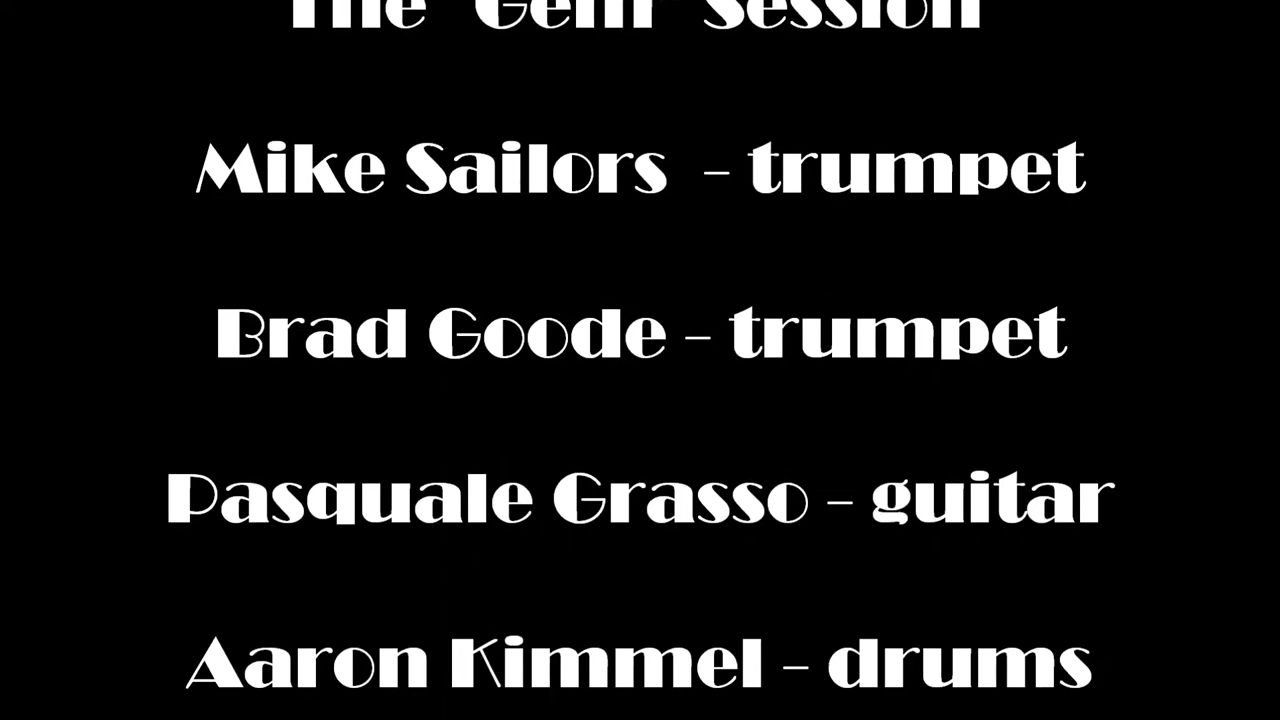 The "Gem" Session
Mike Sailors - trumpet
Brad Goode - trumpet
Pasquale Grasso - guitar
Aaron Kimmel - drums